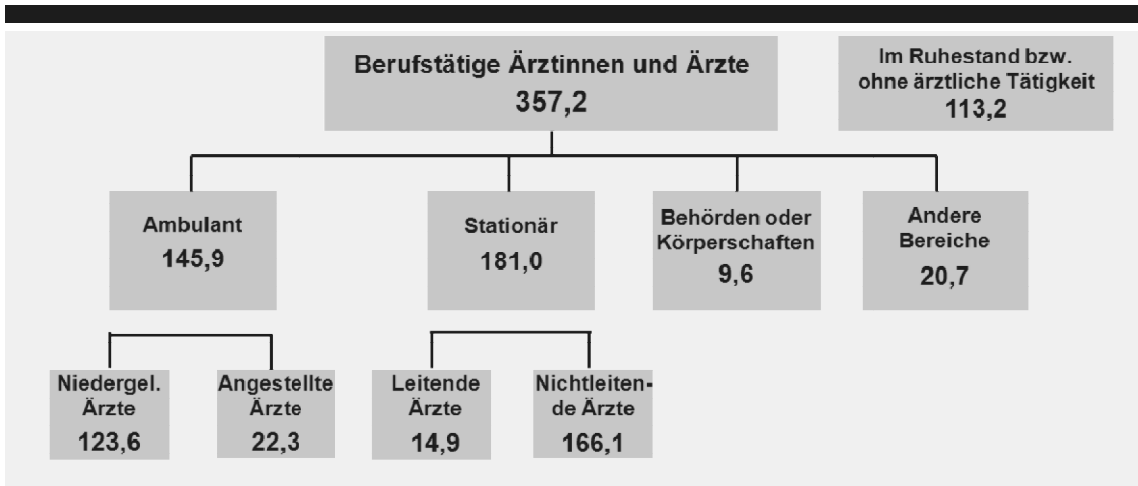 Berufstätige Ärztinnen und Ärzte
357,2
Im Ruhestand bzw.
ohne ärztliche Tätigkeit
113,2
Ambulant
145,9
Stationär
181,0
Behörden oder
Körperschaften
9,6
Andere
Bereiche
20,7
Niedergel.
Ärzte
123,6
Angestellte
Ärzte
22,3
Leitende
Ärzte
14,9
Nichtleiten-
de Ärzte
166,1